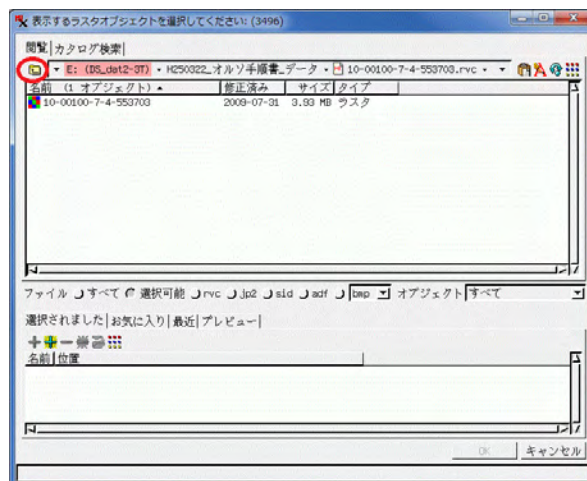 表示するラスタオブジェクトを選択してください: (3496)
閲覧 カタログ検索
E: (DS_dat2-3T) H250322_オルソ手順書_データ 10-00100-7-4-553703.rvc
名前 (1 オブジェクト) 修正済み サイズ タイプ
10-00100-7-4-553703 2009-07-31 3.93 MB ラスタ
ファイル すべて 選択可能 rvc jp2 sid adf bmp オブジェクト すべて
選択されました お気に入り 最近 プレビュー
名前 位置
OK キャンセル